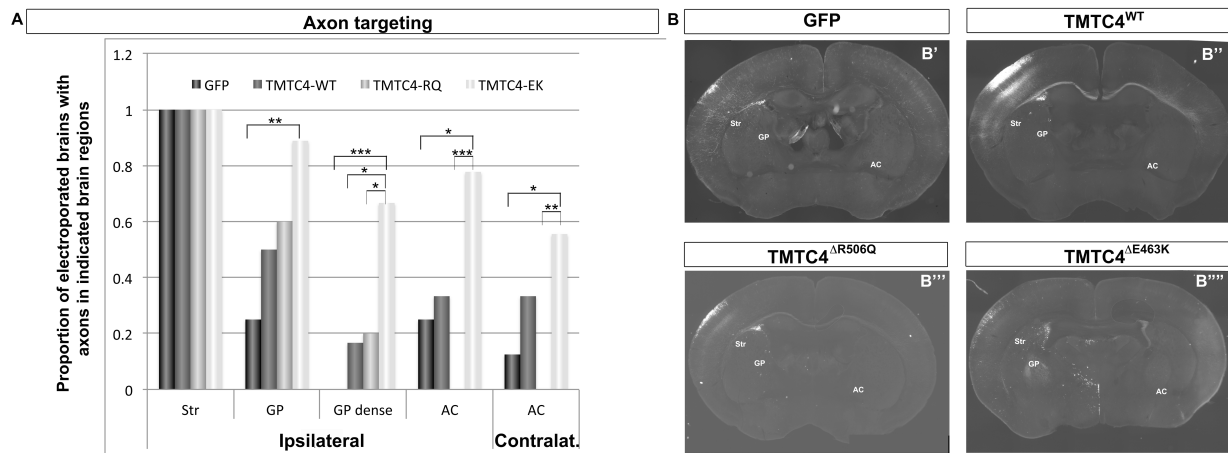 A
Axon targeting
Proportion of electroporated brains with
axons in indicated brain regions
1.2
1
0.8
0.6
0.4
0.2
0
GFP TMTC4-WT TMTC4-RQ TMTC4-EK
**
***
*
*
*
***
*
**
Str GP GP dense AC AC
Ipsilateral Contralat.
B
GFP
B'
Str
GP
AC
TMTC4WT
B''
Str
GP
AC
TMTC4ΔR506Q
B'''
Str
GP
AC
TMTC4ΔE463K
B''''
Str
GP
AC